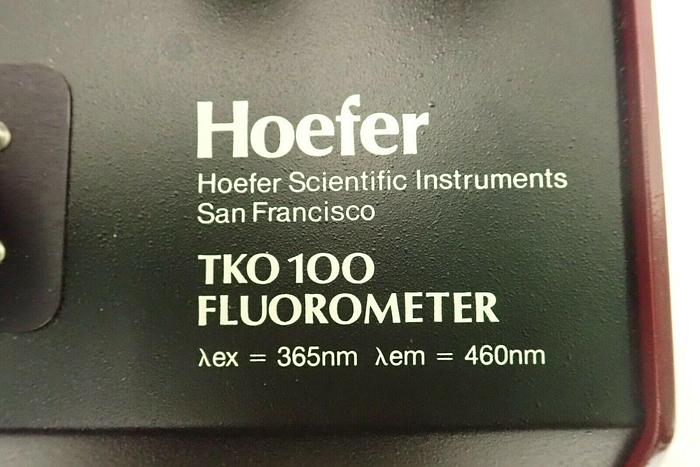 Hoefer
Hoefer Scientific Instruments
San Francisco
TKO 100
FLUOROMETER
λex = 365nm λem = 460nm